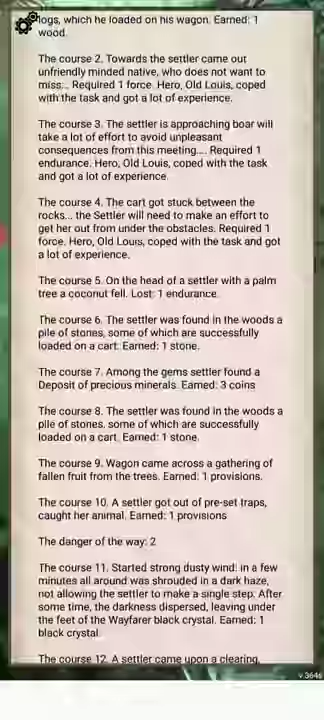 logs, which he loaded on his wagon. Earned: 1
wood.
The course 2. Towards the settler came out
unfriendly minded native, who does not want to
miss... Required 1 force. Hero, Old Louis, coped
with the task and got a lot of experience.
The course 3. The settler is approaching boar will
take a lot of effort to avoid unpleasant
consequences from this meeting.... Required 1
endurance. Hero, Old Louis, coped with the task
and got a lot of experience.
The course 4. The cart got stuck between the
rocks... the Settler will need to make an effort to
get her out from under the obstacles. Required 1
force. Hero, Old Louis, coped with the task and got
a lot of experience.
The course 5. On the head of a settler with a palm
tree a coconut fell. Lost: 1 endurance.
The course 6. The settler was found in the woods a
pile of stones, some of which are successfully
loaded on a cart. Earned: 1 stone.
The course 7. Among the gems settler found a
Deposit of precious minerals. Earned: 3 coins
The course 8. The settler was found in the woods a
pile of stones, some of which are successfully
loaded on a cart. Earned: 1 stone.
The course 9. Wagon came across a gathering of
fallen fruit from the trees. Earned: 1 provisions.
The course 10. A settler got out of pre-set traps,
caught her animal. Earned: 1 provisions
The danger of the way: 2
The course 11. Started strong dusty wind: in a few
minutes all around was shrouded in a dark haze,
not allowing the settler to make a single step. After
some time, the darkness dispersed, leaving under
the feet of the Wayfarer black crystal. Earned: 1
black crystal.
The course 12. A settler came upon a clearing,